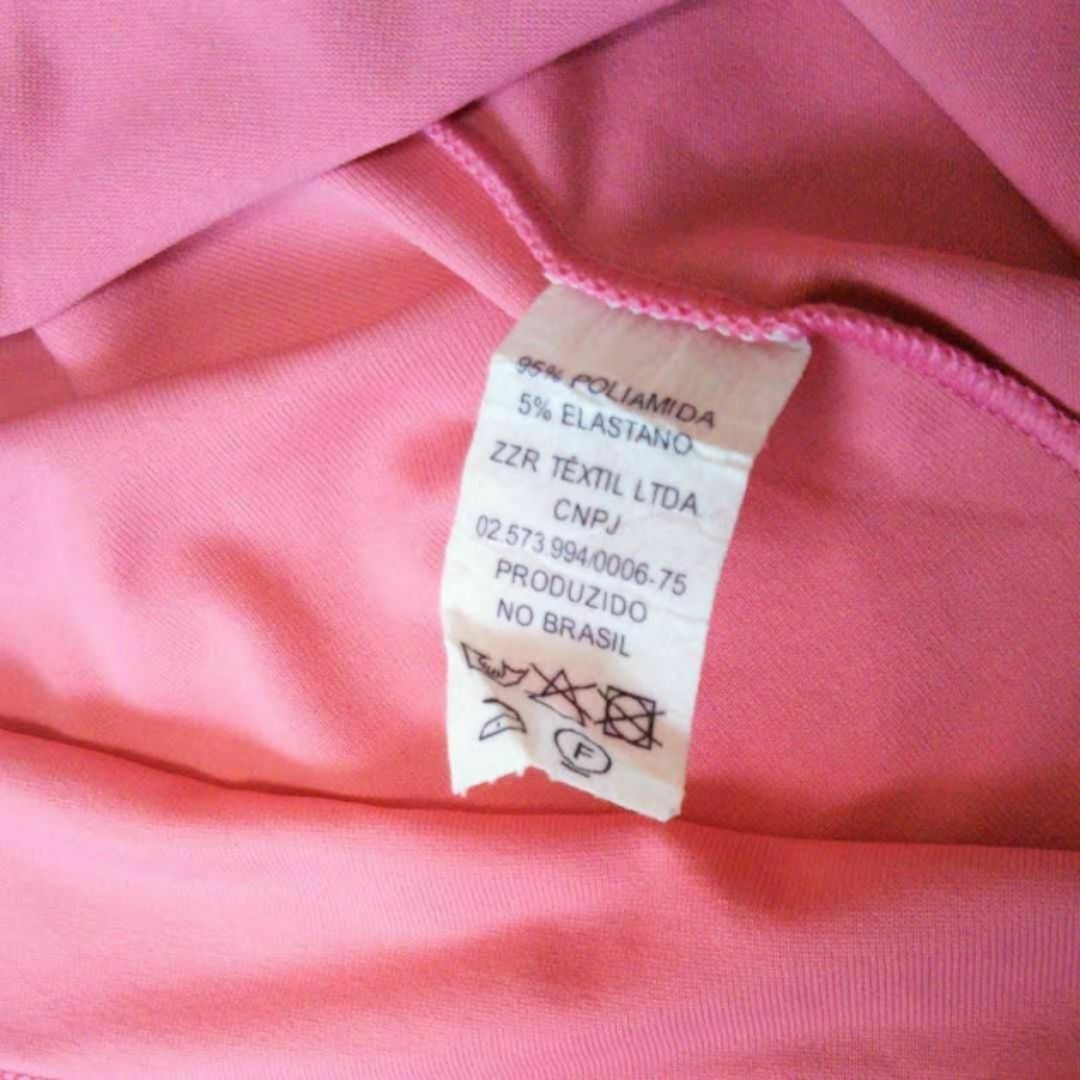 95% POLIAMIDA
5% ELASTANO
ZZR TÊXTIL LTDA
CNPJ
02.573.994/0006-75
PRODUZIDO
NO BRASIL
F